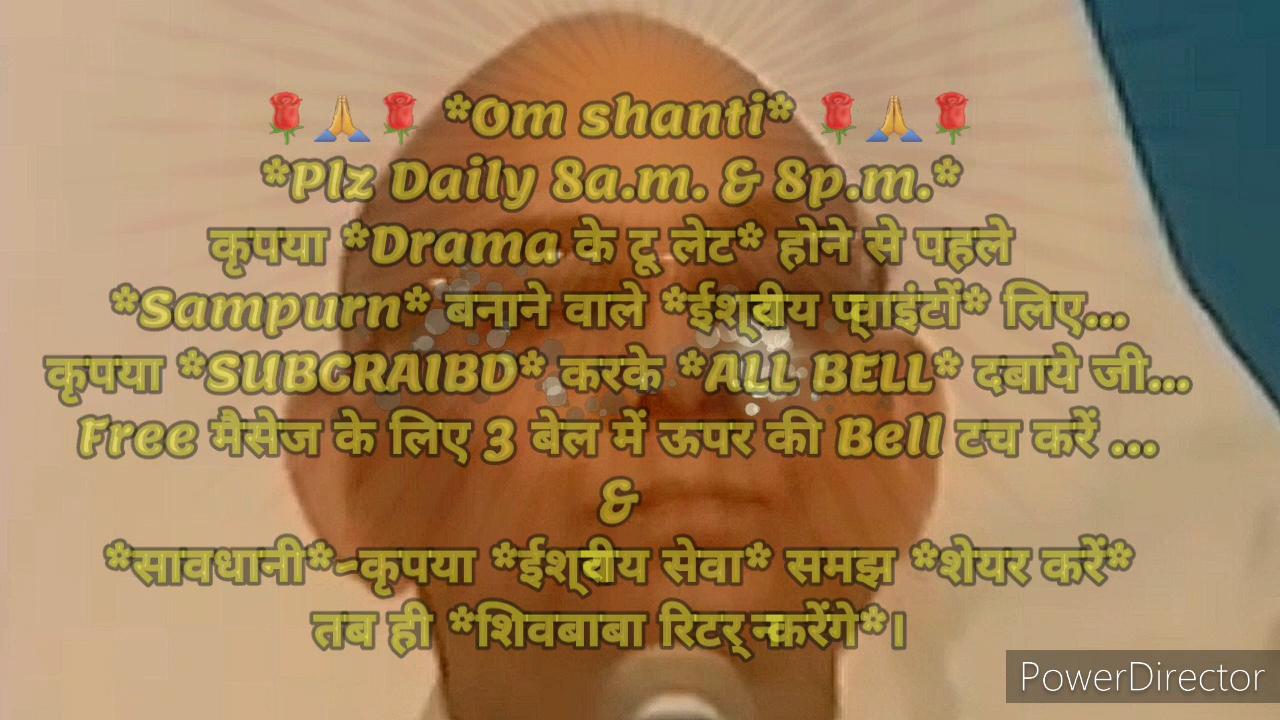 🌹🙏🌹 *Om shanti* 🌹🙏🌹
*Plz Daily 8a.m. & 8p.m.*
कृपया *Drama के टू लेट* होने से पहले
*Sampurn* बनाने वाले *ईश्वरीय प्वाइंटों* लिए...
कृपया *SUBCRAIBD* करके *ALL BELL* दबाये जी...
Free मैसेज के लिए 3 बेल में ऊपर की Bell टच करें ...
&
*सावधानी*-कृपया *ईश्वरीय सेवा* समझ *शेयर करें*
तब ही *शिवबाबा रिटर्न करेंगे*।
PowerDirector